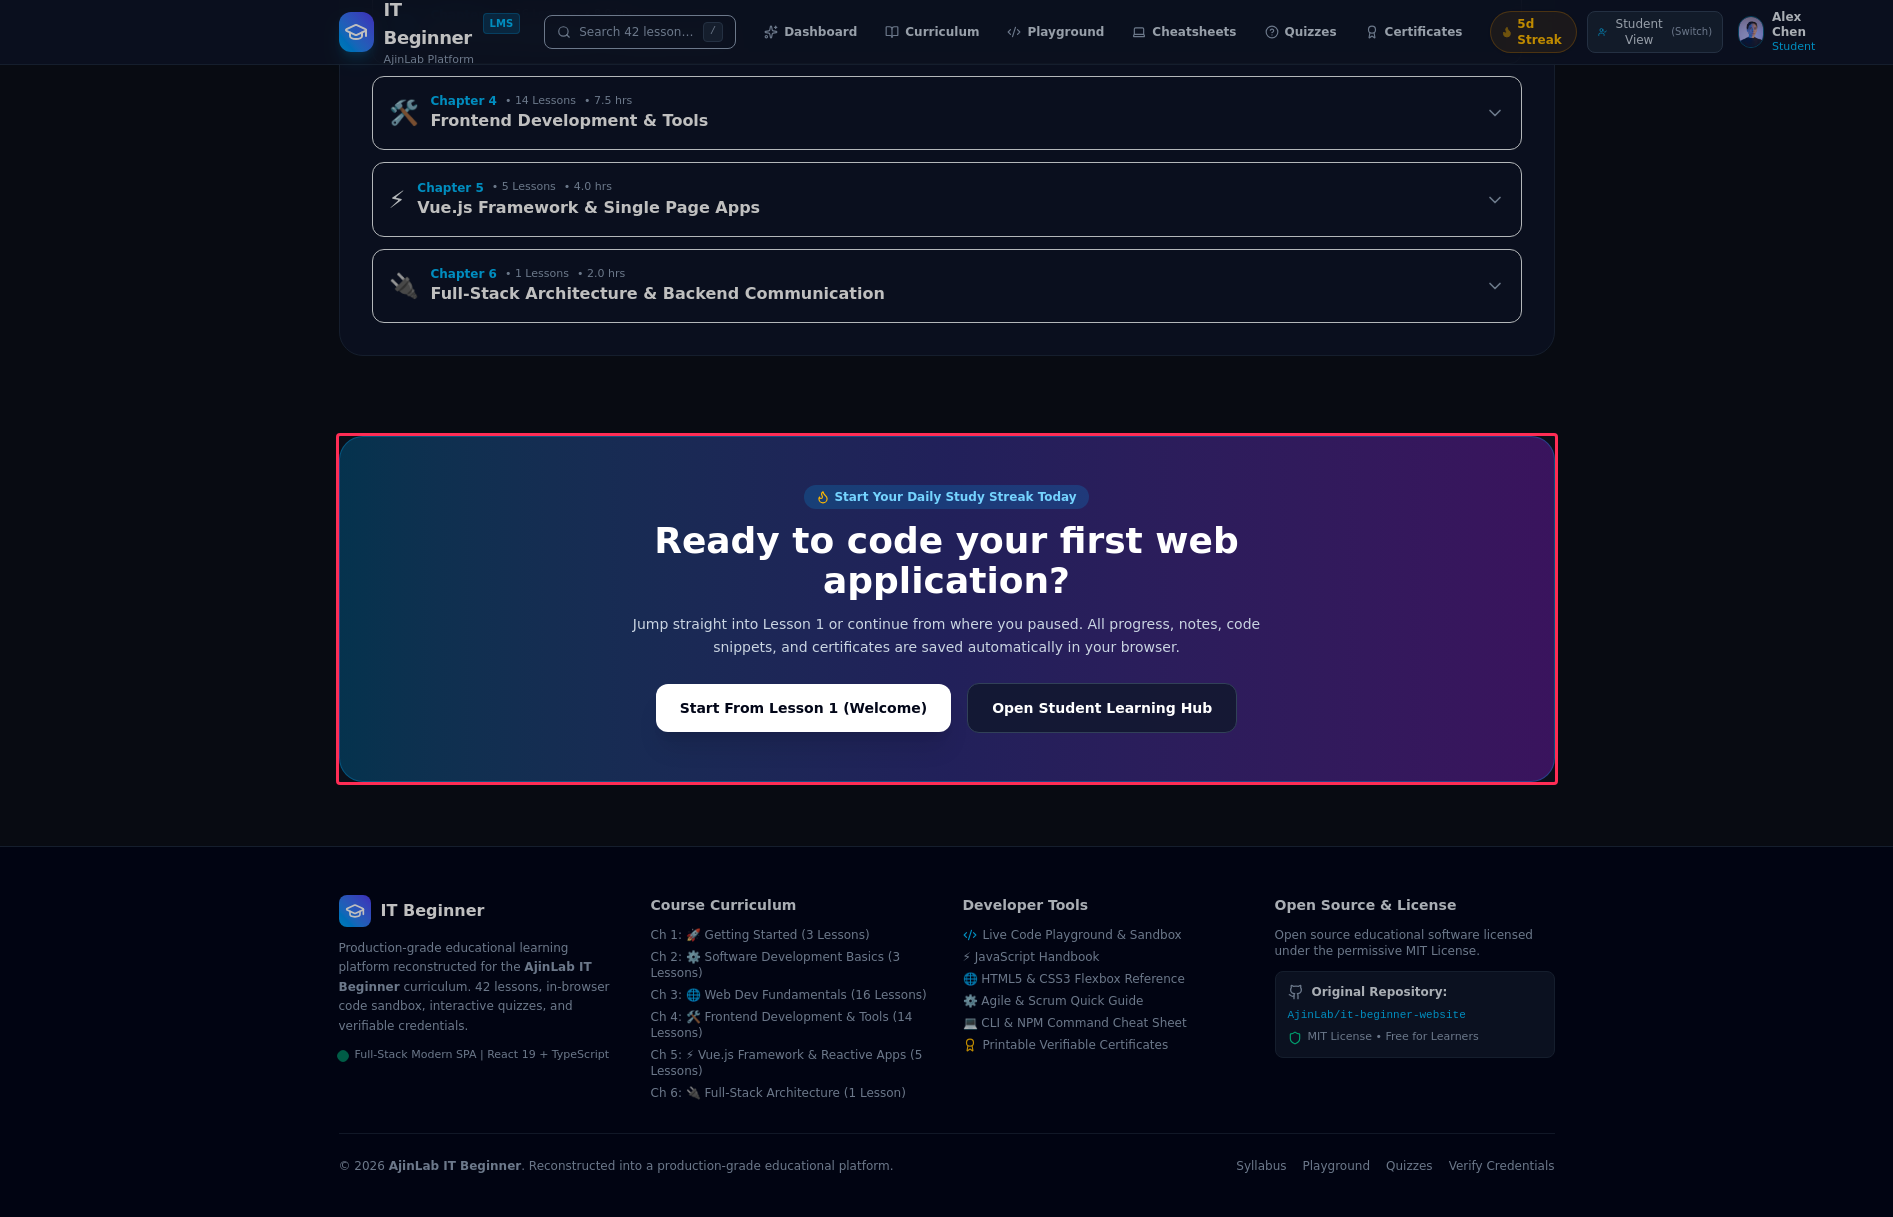 IT
Beginner
LMS
AjinLab Platform
Search 42 lesson...
/
Dashboard
Curriculum
Playground
Cheatsheets
Quizzes
Certificates
5d
Streak
Student
View
(Switch)
Alex
Chen
Student
Chapter 4 • 14 Lessons • 7.5 hrs
Frontend Development & Tools
Chapter 5 • 5 Lessons • 4.0 hrs
Vue.js Framework & Single Page Apps
Chapter 6 • 1 Lessons • 2.0 hrs
Full-Stack Architecture & Backend Communication
Start Your Daily Study Streak Today
Ready to code your first web
application?
Jump straight into Lesson 1 or continue from where you paused. All progress, notes, code
snippets, and certificates are saved automatically in your browser.
Start From Lesson 1 (Welcome)
Open Student Learning Hub
IT Beginner
Production-grade educational learning
platform reconstructed for the AjinLab IT
Beginner curriculum. 42 lessons, in-browser
code sandbox, interactive quizzes, and
verifiable credentials.
Full-Stack Modern SPA | React 19 + TypeScript
Course Curriculum
Ch 1: 🚀 Getting Started (3 Lessons)
Ch 2: ⚙️ Software Development Basics (3
Lessons)
Ch 3: 🌐 Web Dev Fundamentals (16 Lessons)
Ch 4: 🛠️ Frontend Development & Tools (14
Lessons)
Ch 5: ⚡ Vue.js Framework & Reactive Apps (5
Lessons)
Ch 6: 🔌 Full-Stack Architecture (1 Lesson)
Developer Tools
Live Code Playground & Sandbox
⚡ JavaScript Handbook
🌐 HTML5 & CSS3 Flexbox Reference
⚙️ Agile & Scrum Quick Guide
💻 CLI & NPM Command Cheat Sheet
Printable Verifiable Certificates
Open Source & License
Open source educational software licensed
under the permissive MIT License.
Original Repository:
AjinLab/it-beginner-website
MIT License • Free for Learners
© 2026 AjinLab IT Beginner. Reconstructed into a production-grade educational platform.
Syllabus
Playground
Quizzes
Verify Credentials